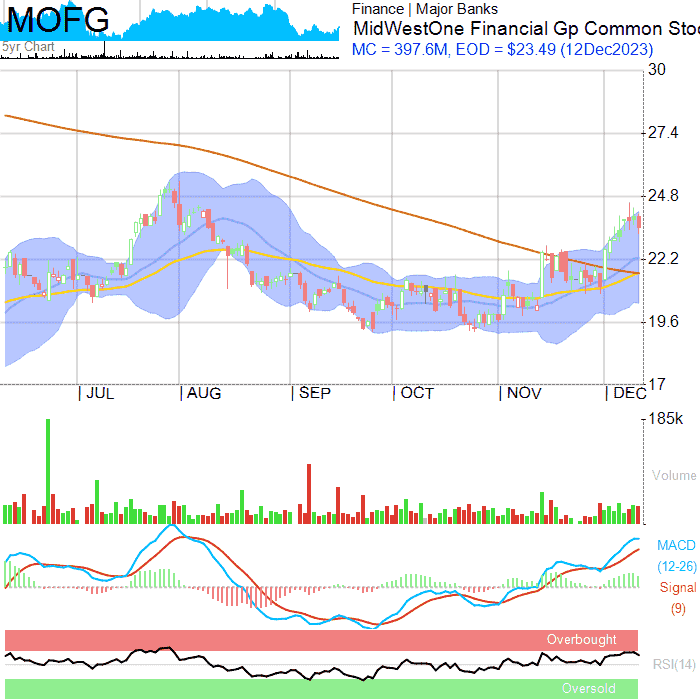 MOFG
5yr Chart
Finance | Major Banks
MidWestOne Financial Gp Common Stoc
MC = 397.6M, EOD = $23.49 (12Dec2023)
30
27.4
24.8
22.2
19.6
17
JUL
AUG
SEP
OCT
NOV
DEC
185k
Volume
MACD
(12-26)
Signal
(9)
Overbought
RSI(14)
Oversold